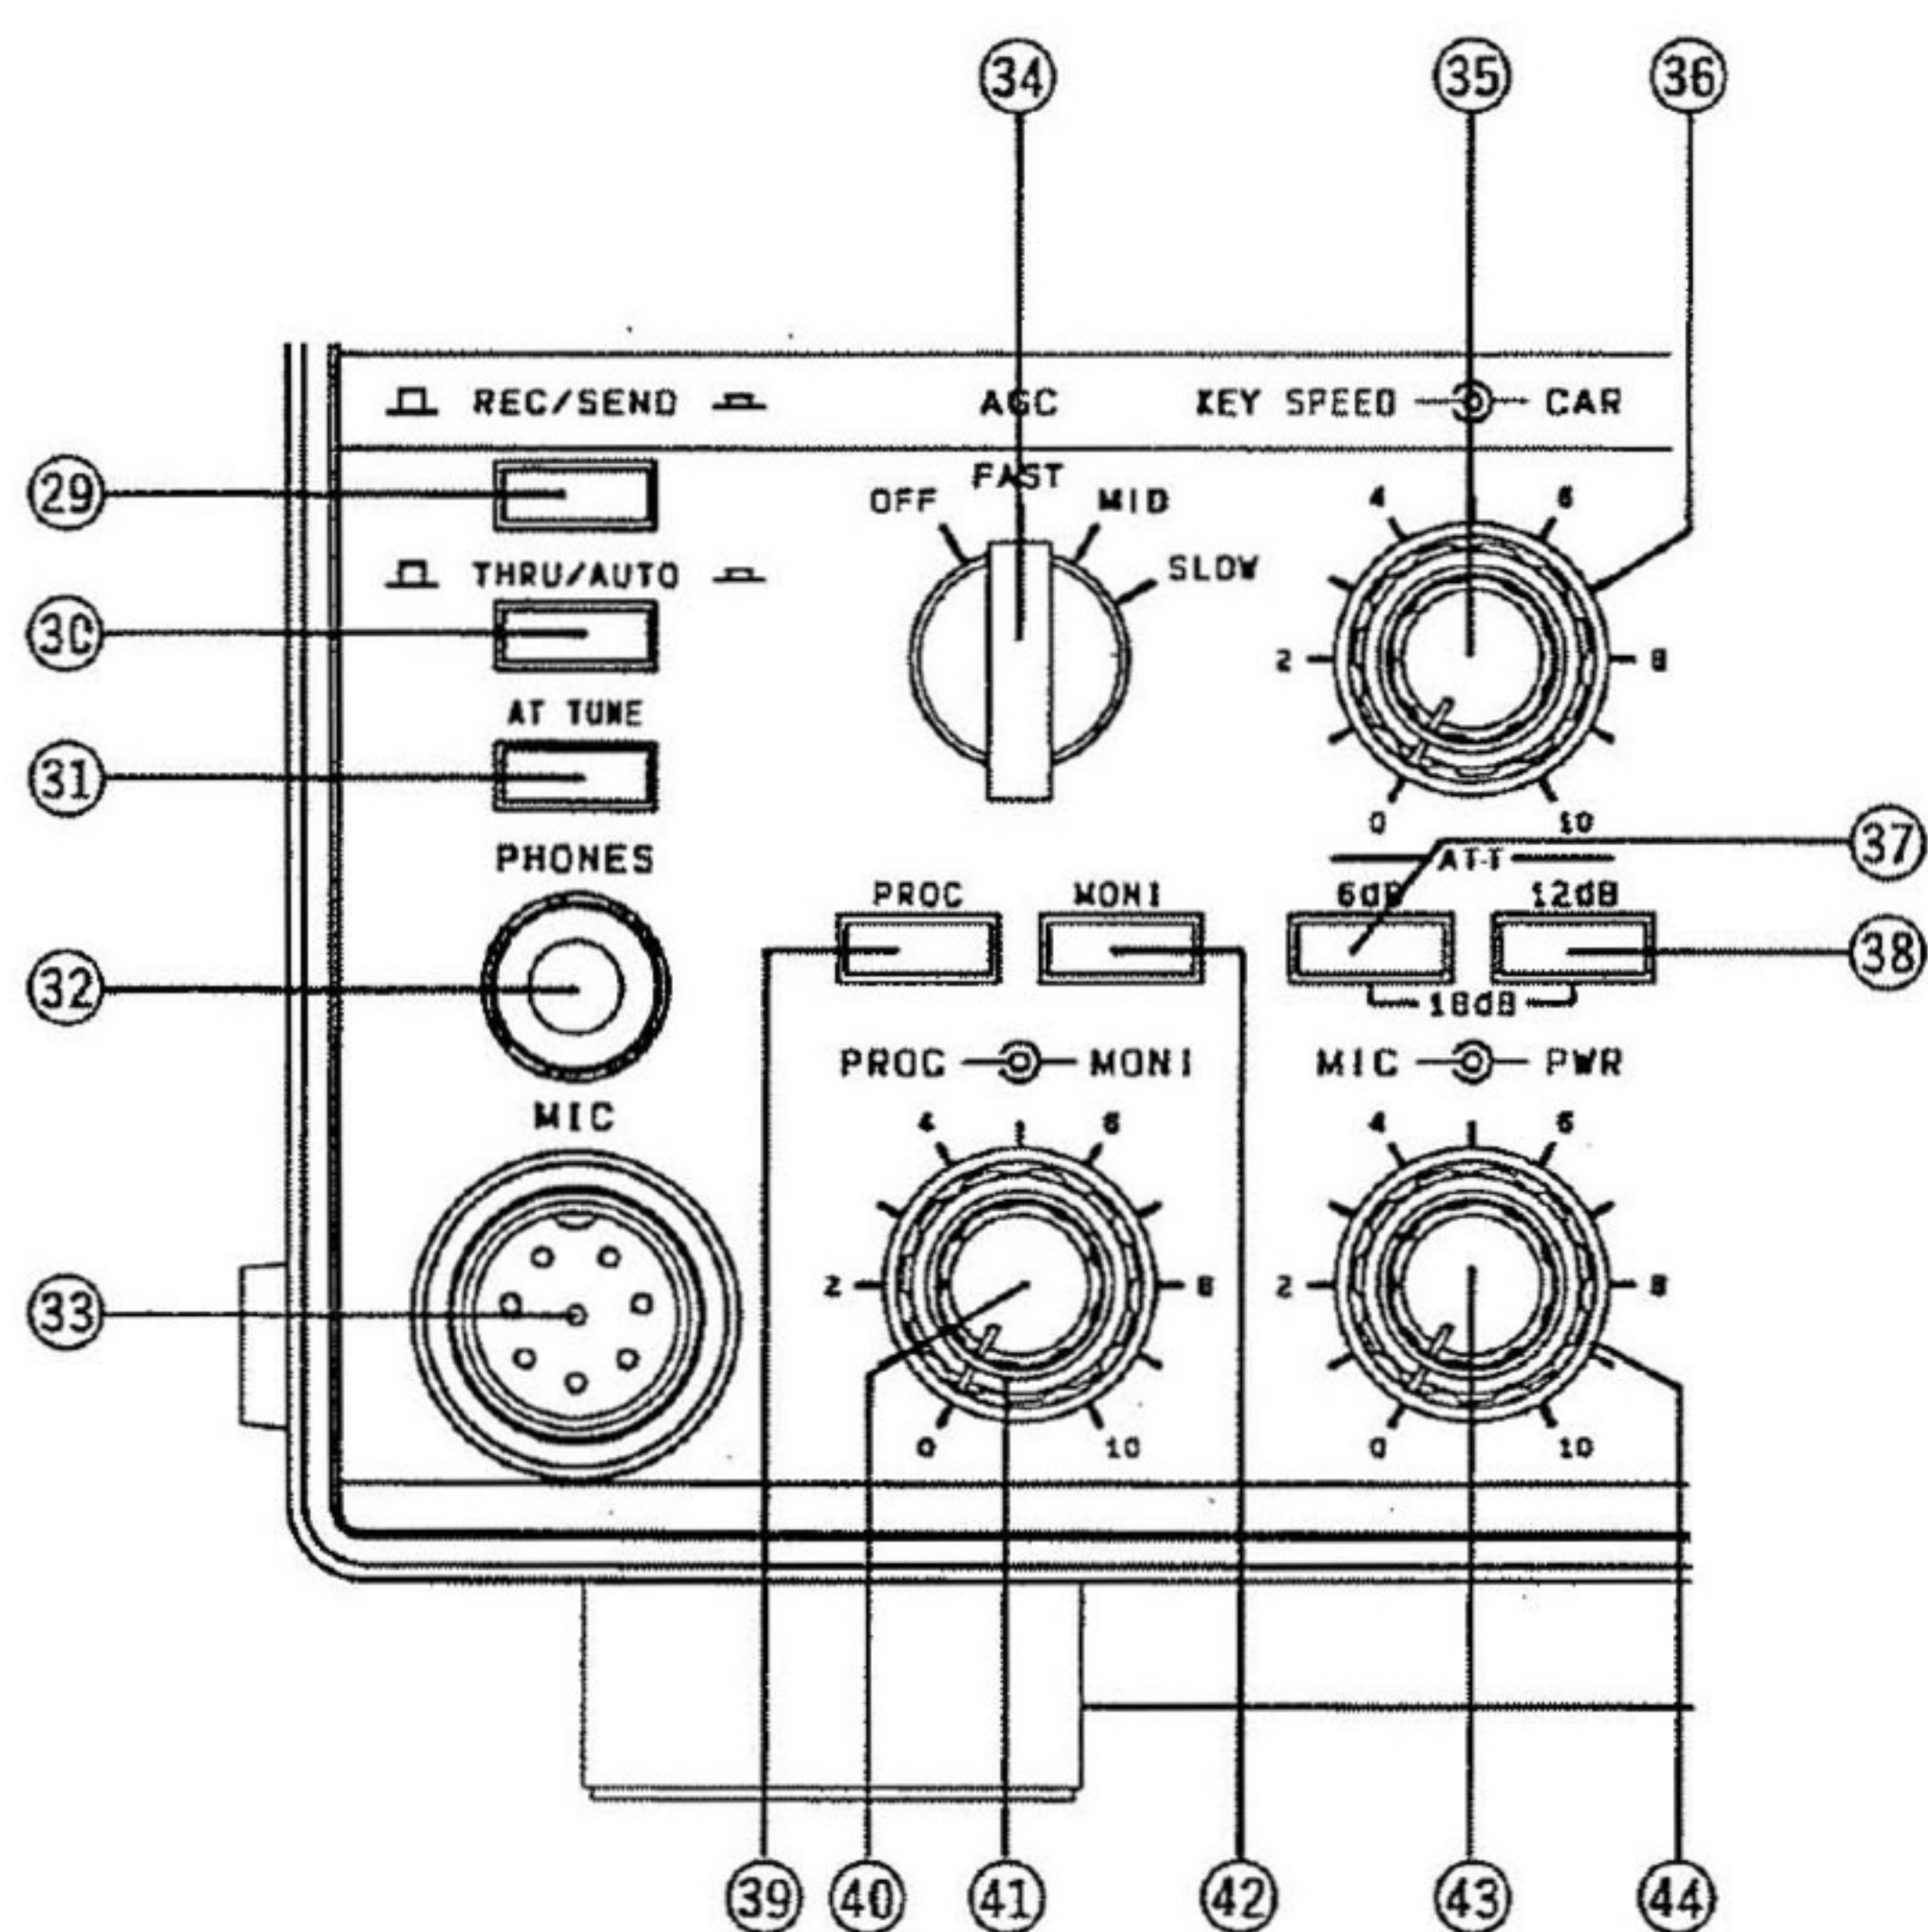 34 35 36
REC/SEND AGC KEY SPEED CAR
29
FAST
OFF MID
4 6
THRU/AUTO SLOW
30
2 8
AT TUNE
31
0 10
37
ATT
PHONES
PROC MONI 6dB 12dB
38
32
18dB
PROC MONI MIC PWR
MIC
4 6 4 6
33
2 8 2 8
0 10 0 10
39 40 41 42 43 44